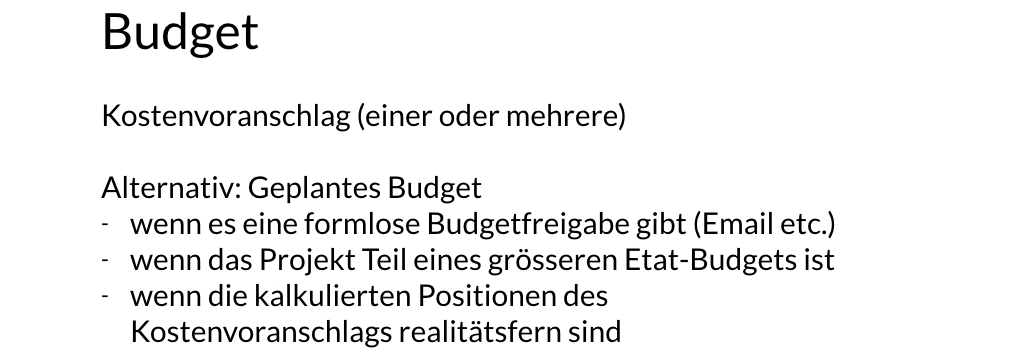 Budget
Kostenvoranschlag (einer oder mehrere)
Alternativ: Geplantes Budget
- wenn es eine formlose Budgetfreigabe gibt (Email etc.)
- wenn das Projekt Teil eines grösseren Etat-Budgets ist
- wenn die kalkulierten Positionen des
Kostenvoranschlags realitätsfern sind